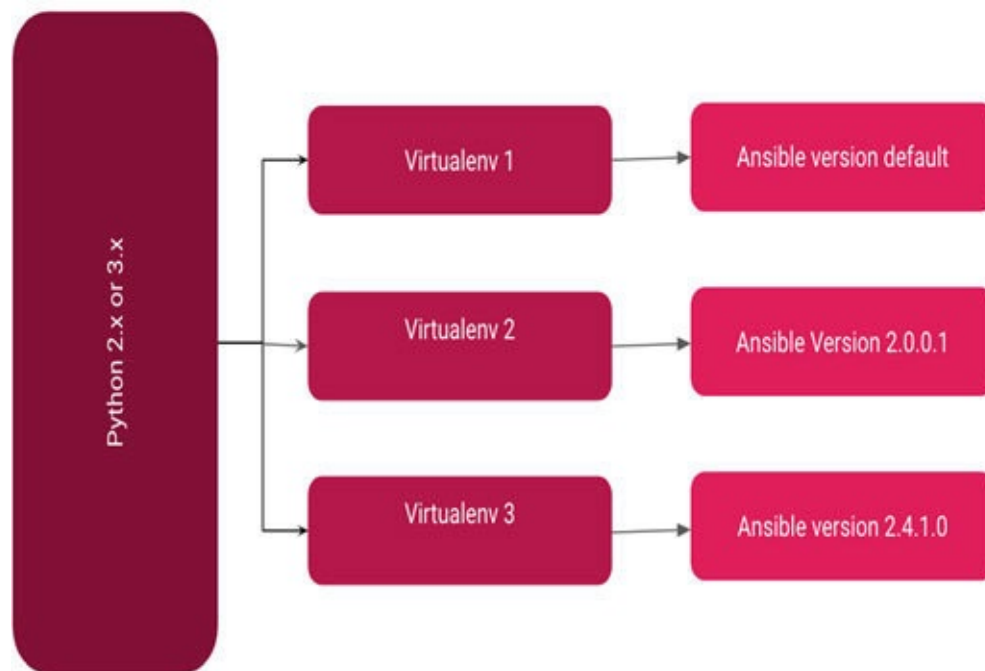 Python 2.x or 3.x
Virtualenv 1
Ansible version default
Virtualenv 2
Ansible Version 2.0.0.1
Virtualenv 3
Ansible version 2.4.1.0